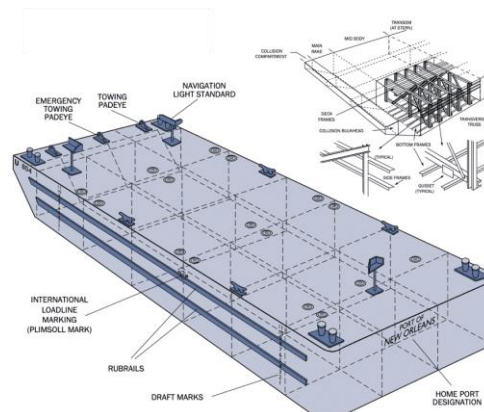 TRANSOM
(AT STERN)
MID BODY
MAIN
RAKE
COLLISION
COMPARTMENT
NAVIGATION
LIGHT STANDARD
TOWING
PADEYE
EMERGENCY
TOWING
PADEYE
DECK
FRAMES
COLLISION BULKHEAD
TRANSVERSE
TRUSS
BOTTOM FRAMES
(TYPICAL)
SIDE FRAMES
GUSSET
(TYPICAL)
INTERNATIONAL
LOADLINE
MARKING
(PLIMSOLL MARK)
RUBRAILS
DRAFT MARKS
PORT OF
NEW ORLEANS
HOME PORT
DESIGNATION